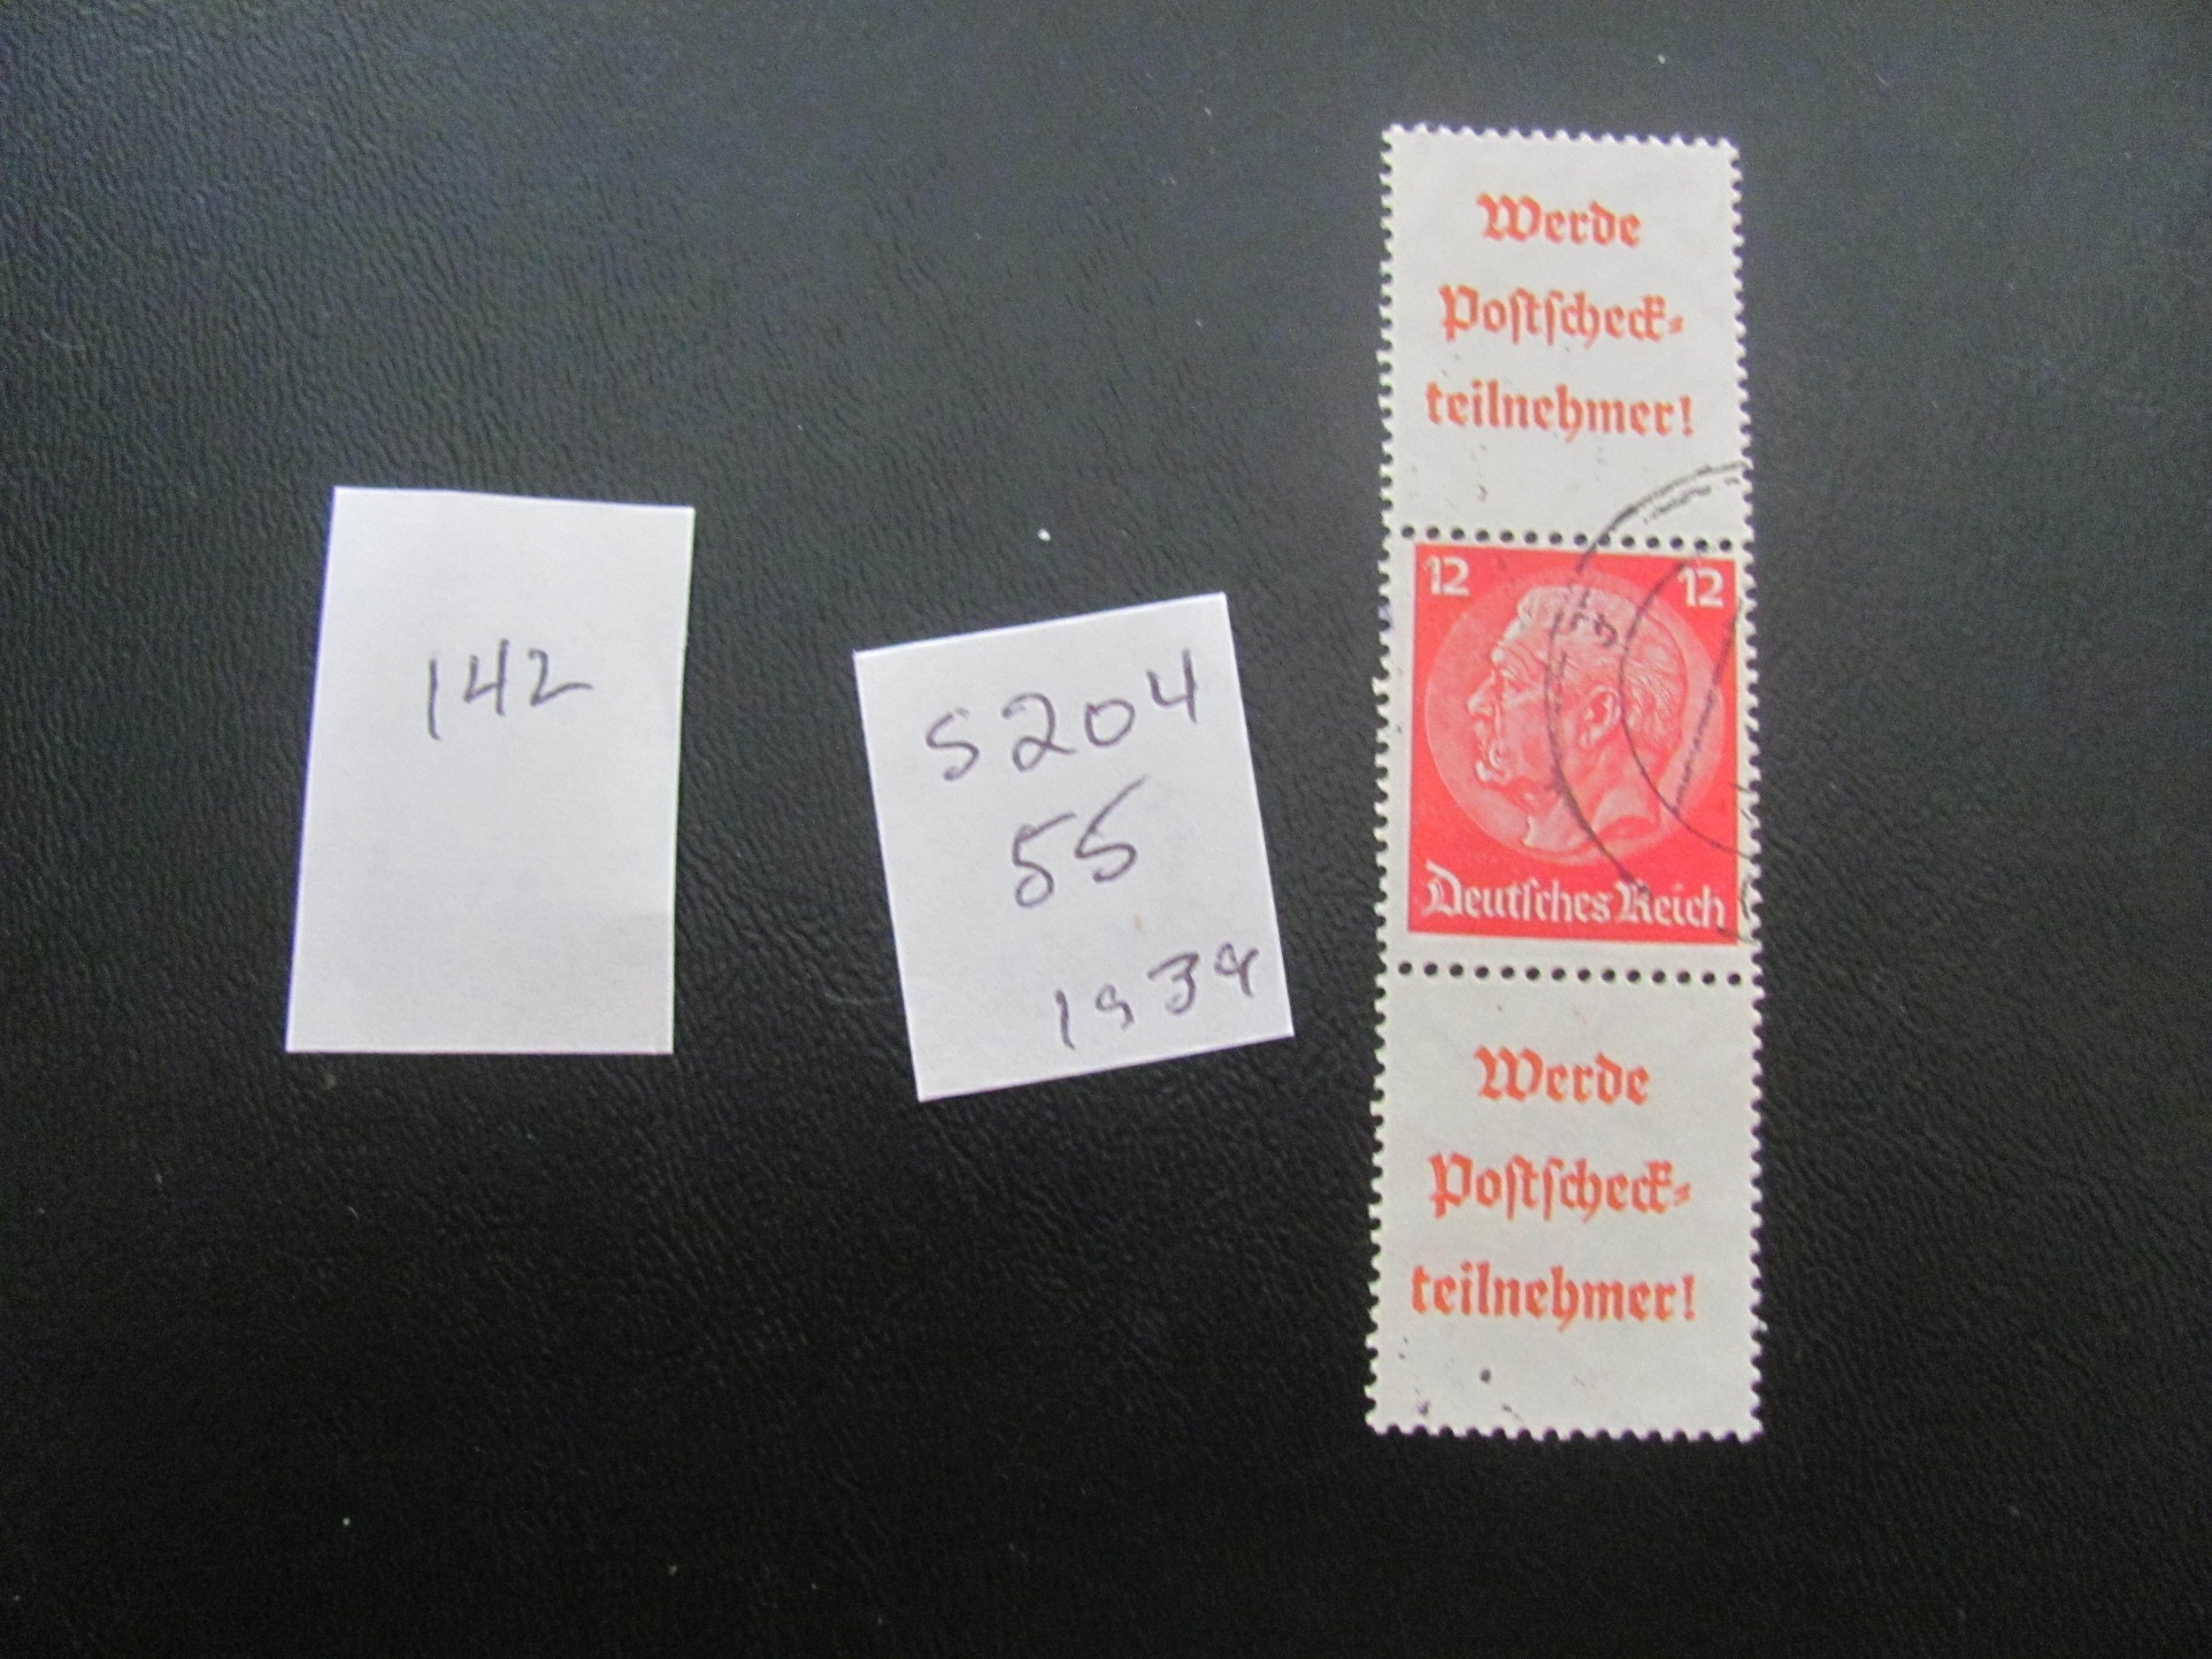 142
S204
55
1934
Werde
Postscheck-
teilnehmer!
12 12
Deutsches Reich
Werde
Postscheck-
teilnehmer!